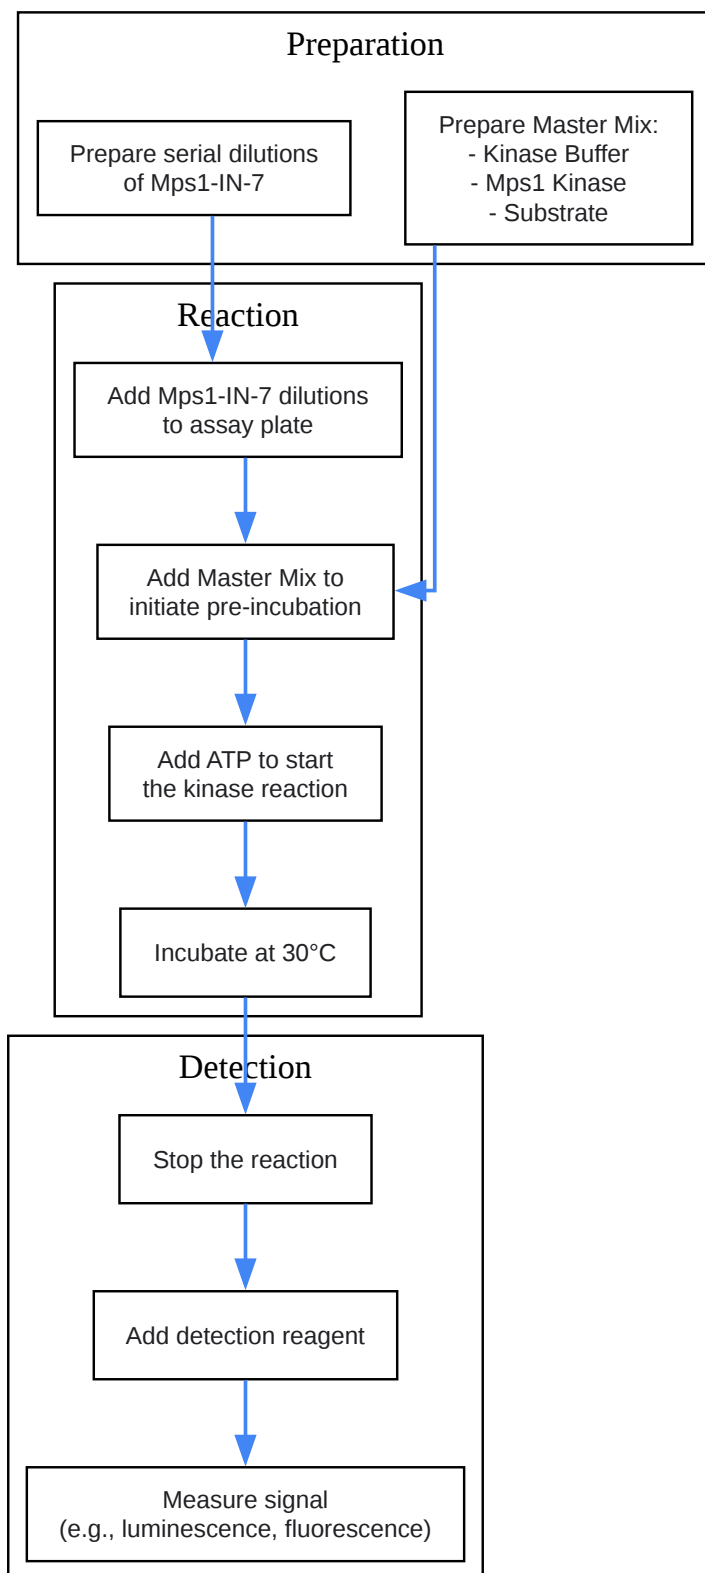 Preparation
Prepare serial dilutions
of Mps1-IN-7
Prepare Master Mix:
- Kinase Buffer
- Mps1 Kinase
- Substrate
Reaction
Add Mps1-IN-7 dilutions
to assay plate
Add Master Mix to
initiate pre-incubation
Add ATP to start
the kinase reaction
Incubate at 30°C
Detection
Stop the reaction
Add detection reagent
Measure signal
(e.g., luminescence, fluorescence)